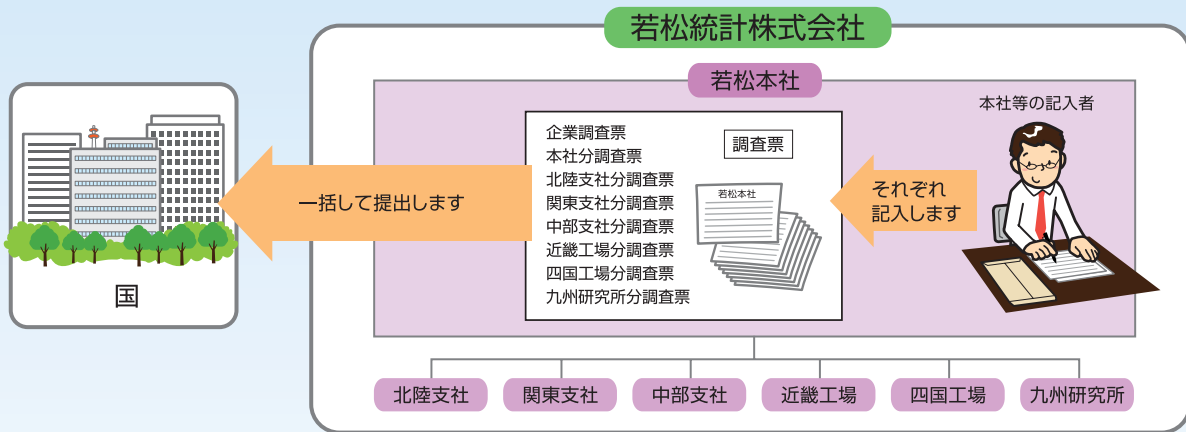 若松統計株式会社
若松本社
本社等の記入者
企業調査票
本社分調査票
北陸支社分調査票
関東支社分調査票
中部支社分調査票
近畿工場分調査票
四国工場分調査票
九州研究所分調査票
調査票
若松本社
それぞれ
記入します
一括して提出します
国
北陸支社
関東支社
中部支社
近畿工場
四国工場
九州研究所